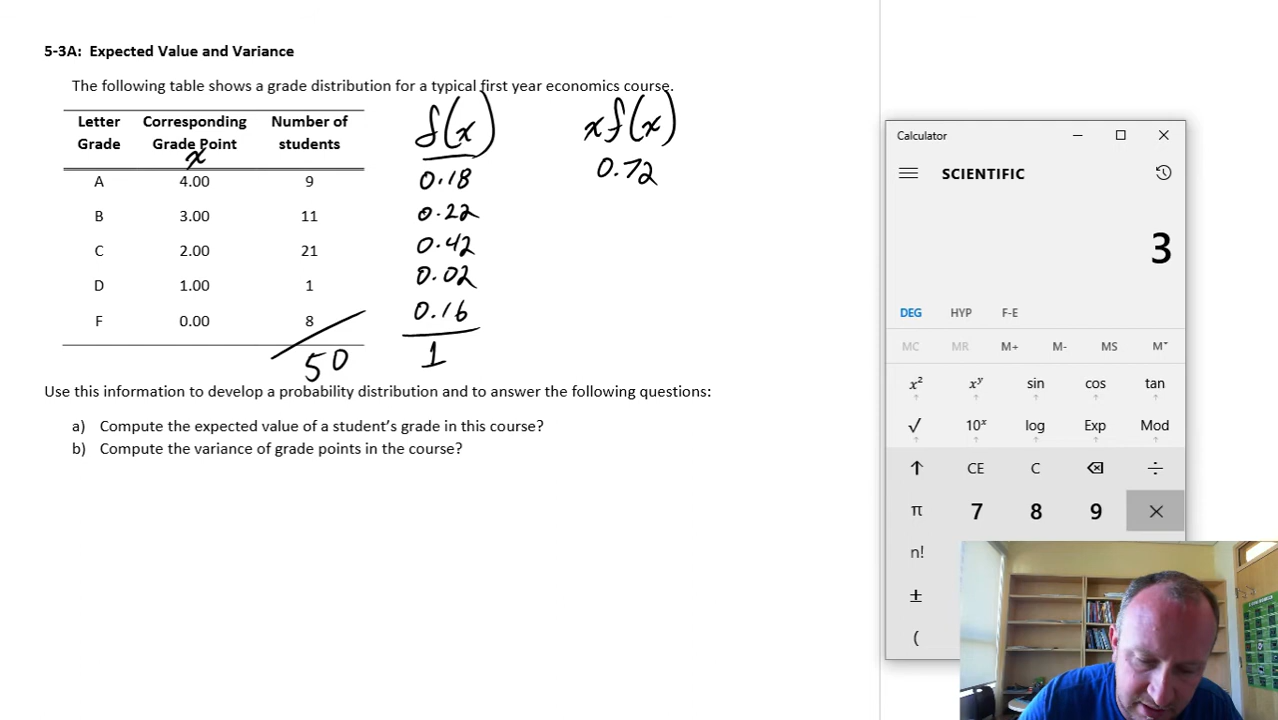 5-3A: Expected Value and Variance
The following table shows a grade distribution for a typical first year economics course.
Letter Grade Corresponding Grade Point x Number of students f(x) xf(x)
A 4.00 9 0.18 0.72
B 3.00 11 0.22
C 2.00 21 0.42
D 1.00 1 0.02
F 0.00 8 0.16
50 1
Use this information to develop a probability distribution and to answer the following questions:
a) Compute the expected value of a student's grade in this course?
b) Compute the variance of grade points in the course?
Calculator
SCIENTIFIC
3
DEG HYP F-E
MC MR M+ M- MS M˅
x² xʸ sin cos tan
√ 10ˣ log Exp Mod
↑ CE C ⌫ ÷
π 7 8 9 ×
n!
±
(